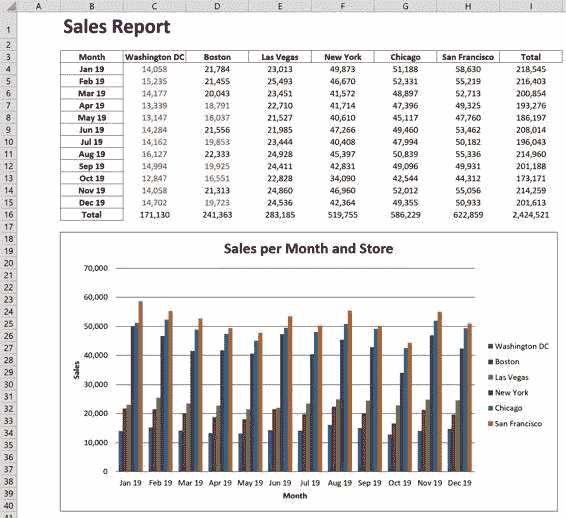 A B C D E F G H I
1 Sales Report
2
3 Month Washington DC Boston Las Vegas New York Chicago San Francisco Total
4 Jan 19 14,058 21,784 23,013 49,873 51,188 58,630 218,545
5 Feb 19 15,235 21,455 25,493 46,670 52,331 55,219 216,403
6 Mar 19 14,177 20,043 23,451 41,572 48,897 52,713 200,854
7 Apr 19 13,339 18,791 22,710 41,714 47,396 49,325 193,276
8 May 19 13,147 18,037 21,527 40,610 45,117 47,760 186,197
9 Jun 19 14,284 21,556 21,985 47,266 49,460 53,462 208,014
10 Jul 19 14,162 19,853 23,444 40,408 47,994 50,182 196,043
11 Aug 19 16,127 22,333 24,928 45,397 50,839 55,336 214,960
12 Sep 19 14,994 19,925 24,411 42,831 49,096 49,931 201,188
13 Oct 19 12,847 16,551 22,828 34,090 42,544 44,312 173,171
14 Nov 19 14,058 21,313 24,860 46,960 52,012 55,056 214,259
15 Dec 19 14,702 19,723 24,536 42,364 49,355 50,933 201,613
16 Total 171,130 241,363 283,185 519,755 586,229 622,859 2,424,521
17
18
19
20
21
22
23
24
25
26
27
28
29
30
31
32
33
34
35
36
37
38
39
40
Sales per Month and Store
Sales
70,000
60,000
50,000
40,000
30,000
20,000
10,000
0
Jan 19 Feb 19 Mar 19 Apr 19 May 19 Jun 19 Jul 19 Aug 19 Sep 19 Oct 19 Nov 19 Dec 19
Month
Washington DC
Boston
Las Vegas
New York
Chicago
San Francisco